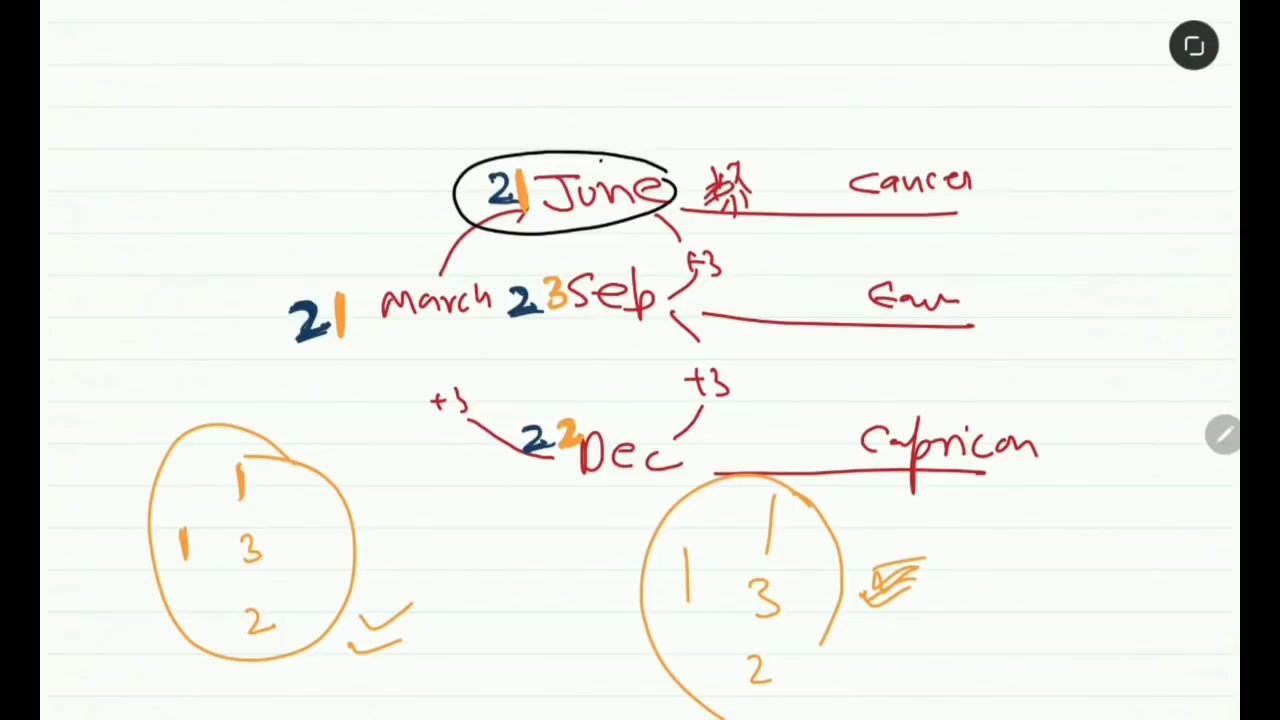 21 June Cancer
+3
21 March 23 Sep
+3 +3
22 Dec Capricon
1 1
1 3 1 3
2 2